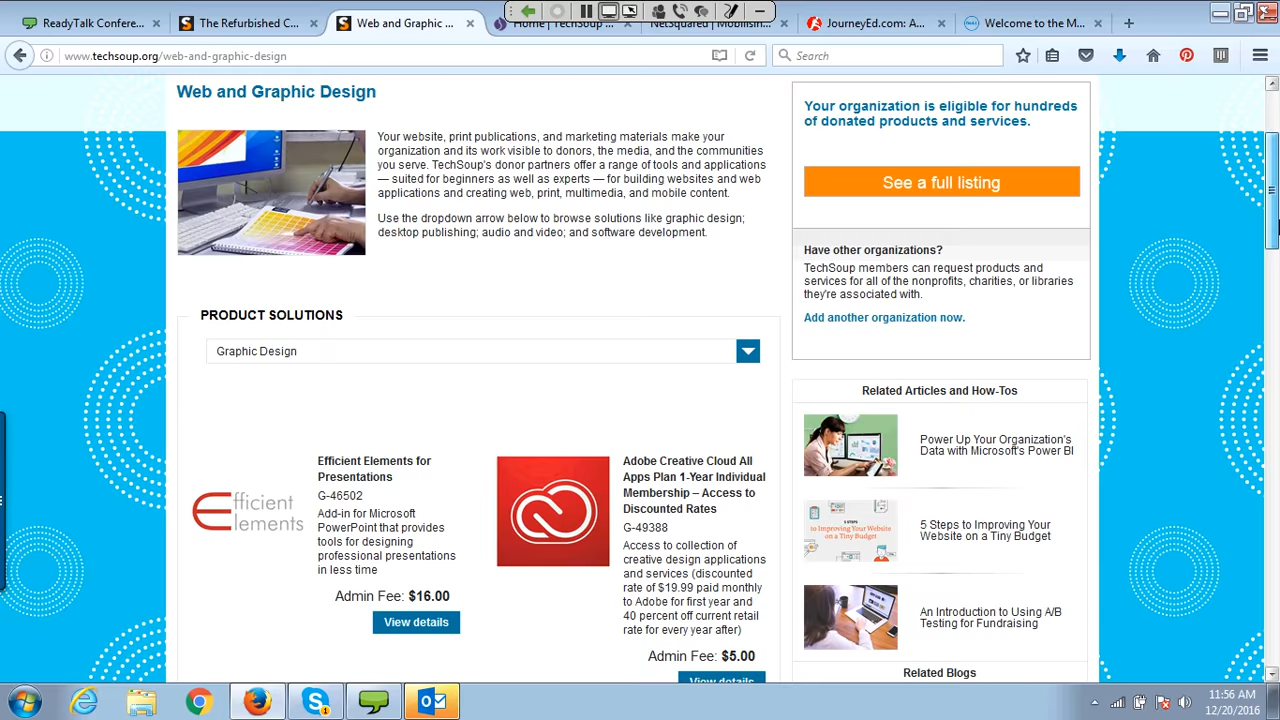 ReadyTalk Confere...
The Refurbished C...
Web and Graphic ...
Home | TechSoup ...
NetSquared | Mobilisin...
JourneyEd.com: A...
Welcome to the M...
www.techsoup.org/web-and-graphic-design
Search
Web and Graphic Design
Your website, print publications, and marketing materials make your
organization and its work visible to donors, the media, and the communities
you serve. TechSoup's donor partners offer a range of tools and applications
— suited for beginners as well as experts — for building websites and web
applications and creating web, print, multimedia, and mobile content.
Use the dropdown arrow below to browse solutions like graphic design;
desktop publishing; audio and video; and software development.
PRODUCT SOLUTIONS
Graphic Design
Efficient Elements
Efficient Elements for
Presentations
G-46502
Add-in for Microsoft
PowerPoint that provides
tools for designing
professional presentations
in less time
Admin Fee: $16.00
View details
Adobe Creative Cloud All
Apps Plan 1-Year Individual
Membership – Access to
Discounted Rates
G-49388
Access to collection of
creative design applications
and services (discounted
rate of $19.99 paid monthly
to Adobe for first year and
40 percent off current retail
rate for every year after)
Admin Fee: $5.00
View details
Your organization is eligible for hundreds
of donated products and services.
See a full listing
Have other organizations?
TechSoup members can request products and
services for all of the nonprofits, charities, or libraries
they're associated with.
Add another organization now.
Related Articles and How-Tos
Power Up Your Organization's
Data with Microsoft's Power BI
5 STEPS
to Improving Your Website
on a Tiny Budget
5 Steps to Improving Your
Website on a Tiny Budget
An Introduction to Using A/B
Testing for Fundraising
Related Blogs
11:56 AM
12/20/2016